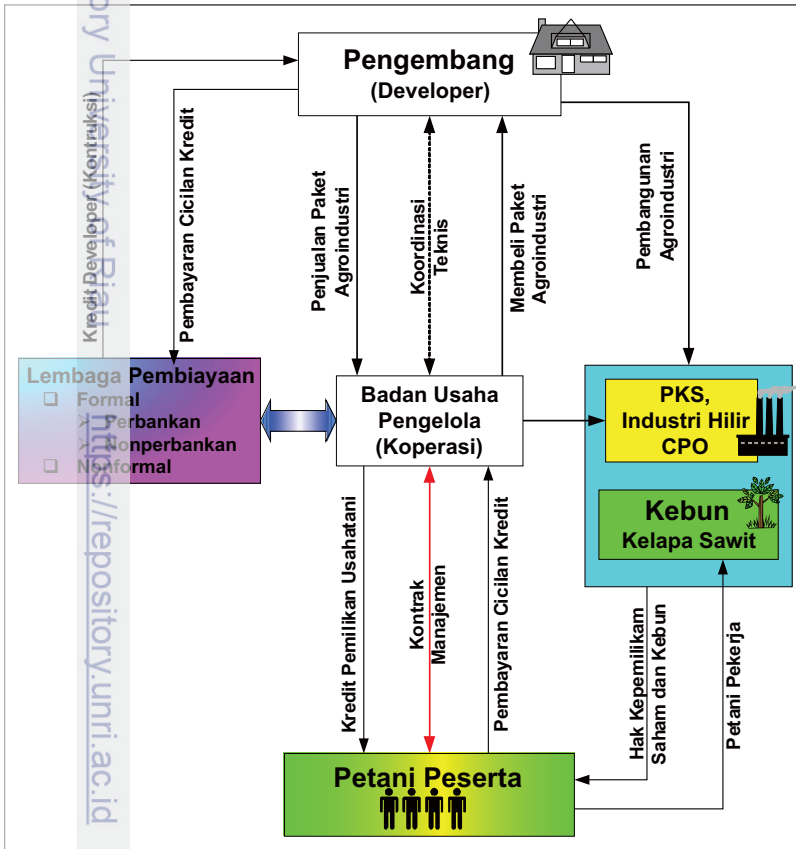 Pengembang
(Developer)
Kredit Developer (Kontruksi)
Pembayaran Cicilan Kredit
Penjualan Paket
Agroindustri
Koordinasi
Teknis
Membeli Paket
Agroindustri
Pembangunan
Agroindustri
Lembaga Pembiayaan
❑ Formal
➢ Perbankan
➢ Nonperbankan
❑ Nonformal
Badan Usaha
Pengelola
(Koperasi)
PKS,
Industri Hilir
CPO
Kebun
Kelapa Sawit
Kredit Pemilikan Usahatani
Kontrak
Manajemen
Pembayaran Cicilan Kredit
Hak Kepemilikam
Saham dan Kebun
Petani Pekerja
Petani Peserta
ory University of Riau
https://repository.unri.ac.id